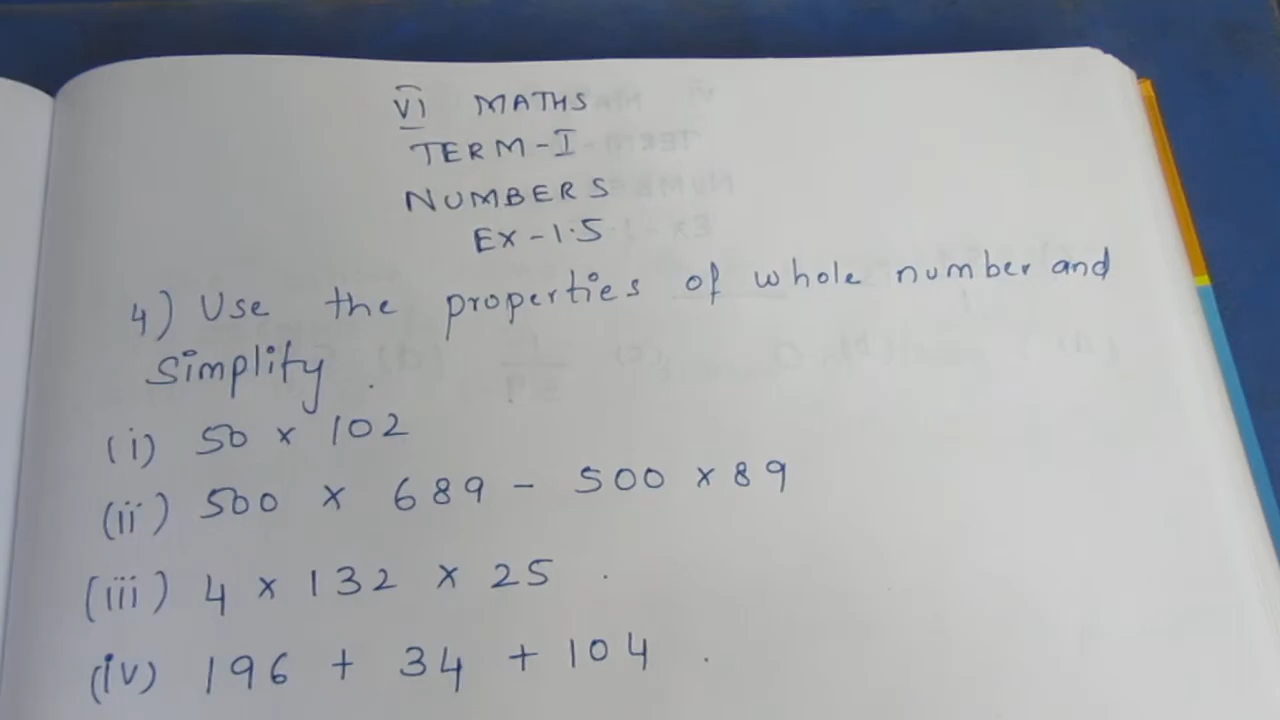 VI MATHS
TERM-I
NUMBERS
EX-1.5
4) Use the properties of whole number and
Simplify.
(i) 50 × 102
(ii) 500 × 689 - 500 × 89
(iii) 4 × 132 × 25.
(iv) 196 + 34 + 104.